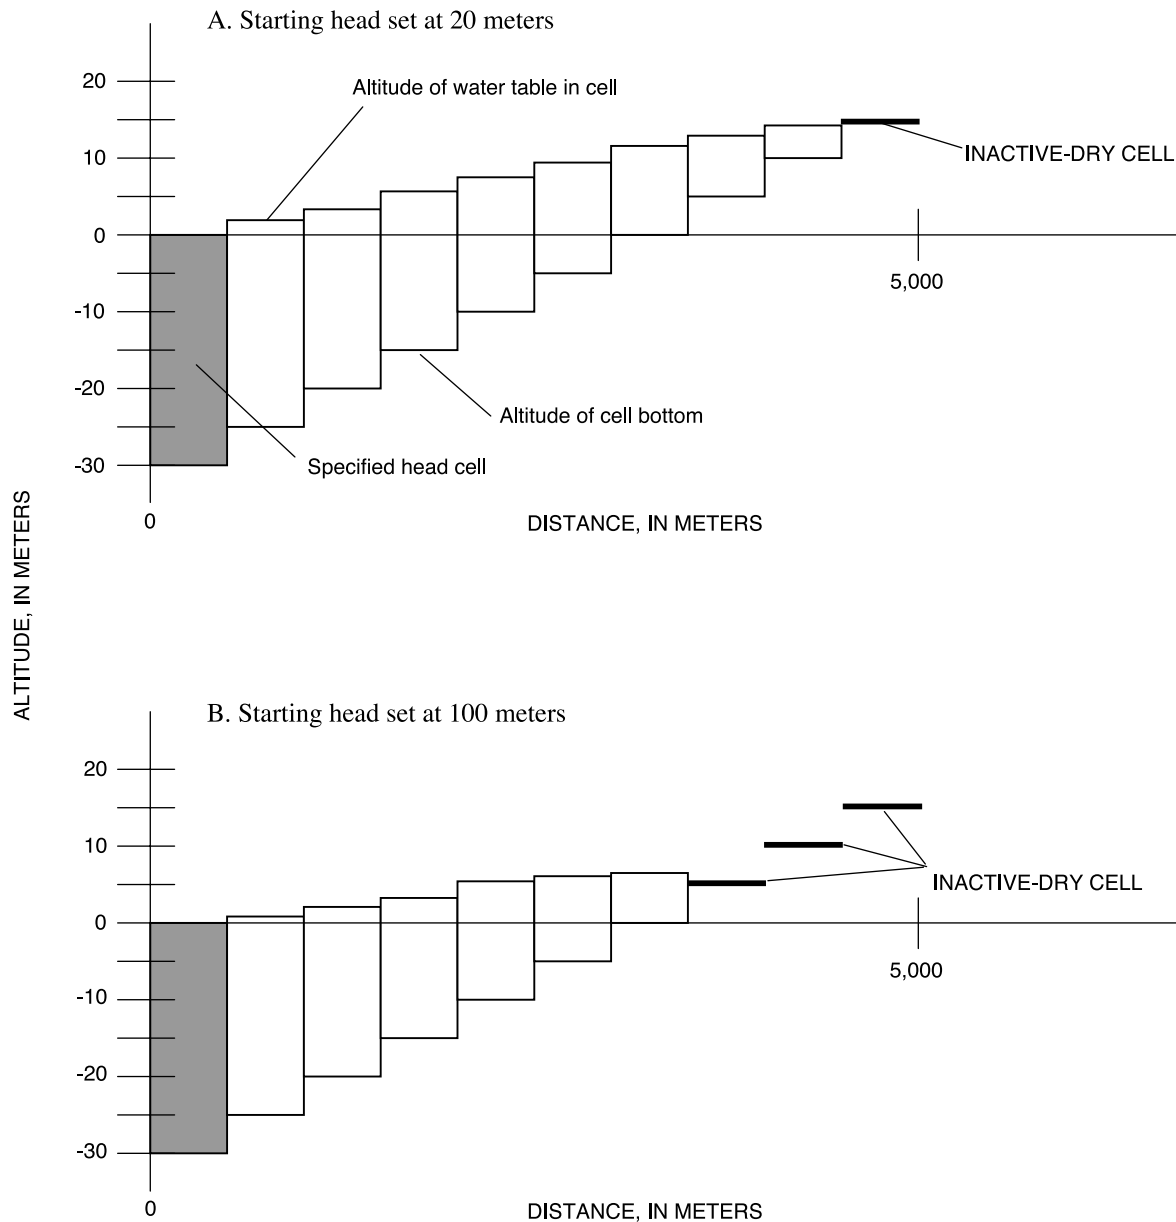 A. Starting head set at 20 meters
Altitude of water table in cell
20
10
INACTIVE-DRY CELL
0
5,000
-10
-20
Altitude of cell bottom
-30
Specified head cell
0
DISTANCE, IN METERS
ALTITUDE, IN METERS
B. Starting head set at 100 meters
20
10
INACTIVE-DRY CELL
0
5,000
-10
-20
-30
0
DISTANCE, IN METERS